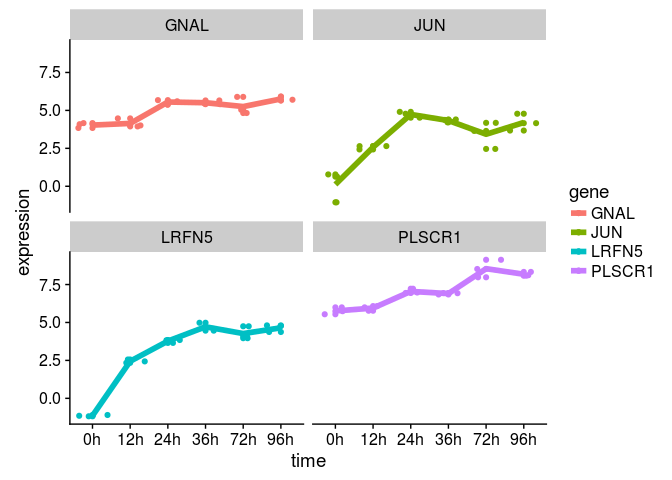 GNAL JUN
7.5
5.0
2.5
0.0
LRFN5 PLSCR1
7.5
5.0
2.5
0.0
0h 12h 24h 36h 72h 96h 0h 12h 24h 36h 72h 96h
time
expression
gene
GNAL
JUN
LRFN5
PLSCR1